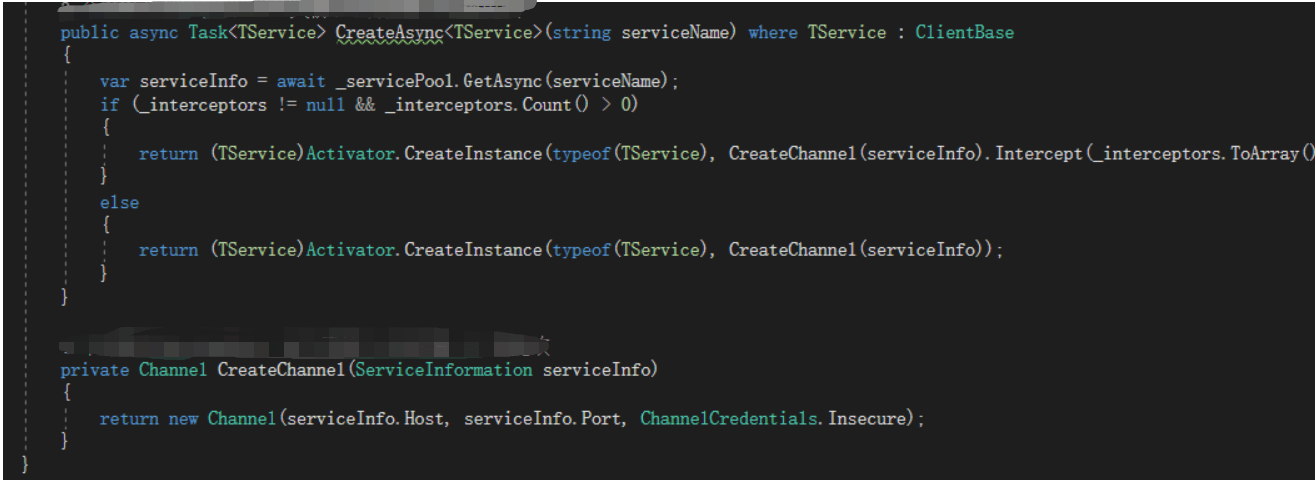 public async Task<TService> CreateAsync<TService>(string serviceName) where TService : ClientBase
{
var serviceInfo = await _servicePool.GetAsync(serviceName);
if (_interceptors != null && _interceptors.Count() > 0)
{
return (TService)Activator.CreateInstance(typeof(TService), CreateChannel(serviceInfo).Intercept(_interceptors.ToArray()
}
else
{
return (TService)Activator.CreateInstance(typeof(TService), CreateChannel(serviceInfo));
}
}
private Channel CreateChannel(ServiceInformation serviceInfo)
{
return new Channel(serviceInfo.Host, serviceInfo.Port, ChannelCredentials.Insecure);
}
}